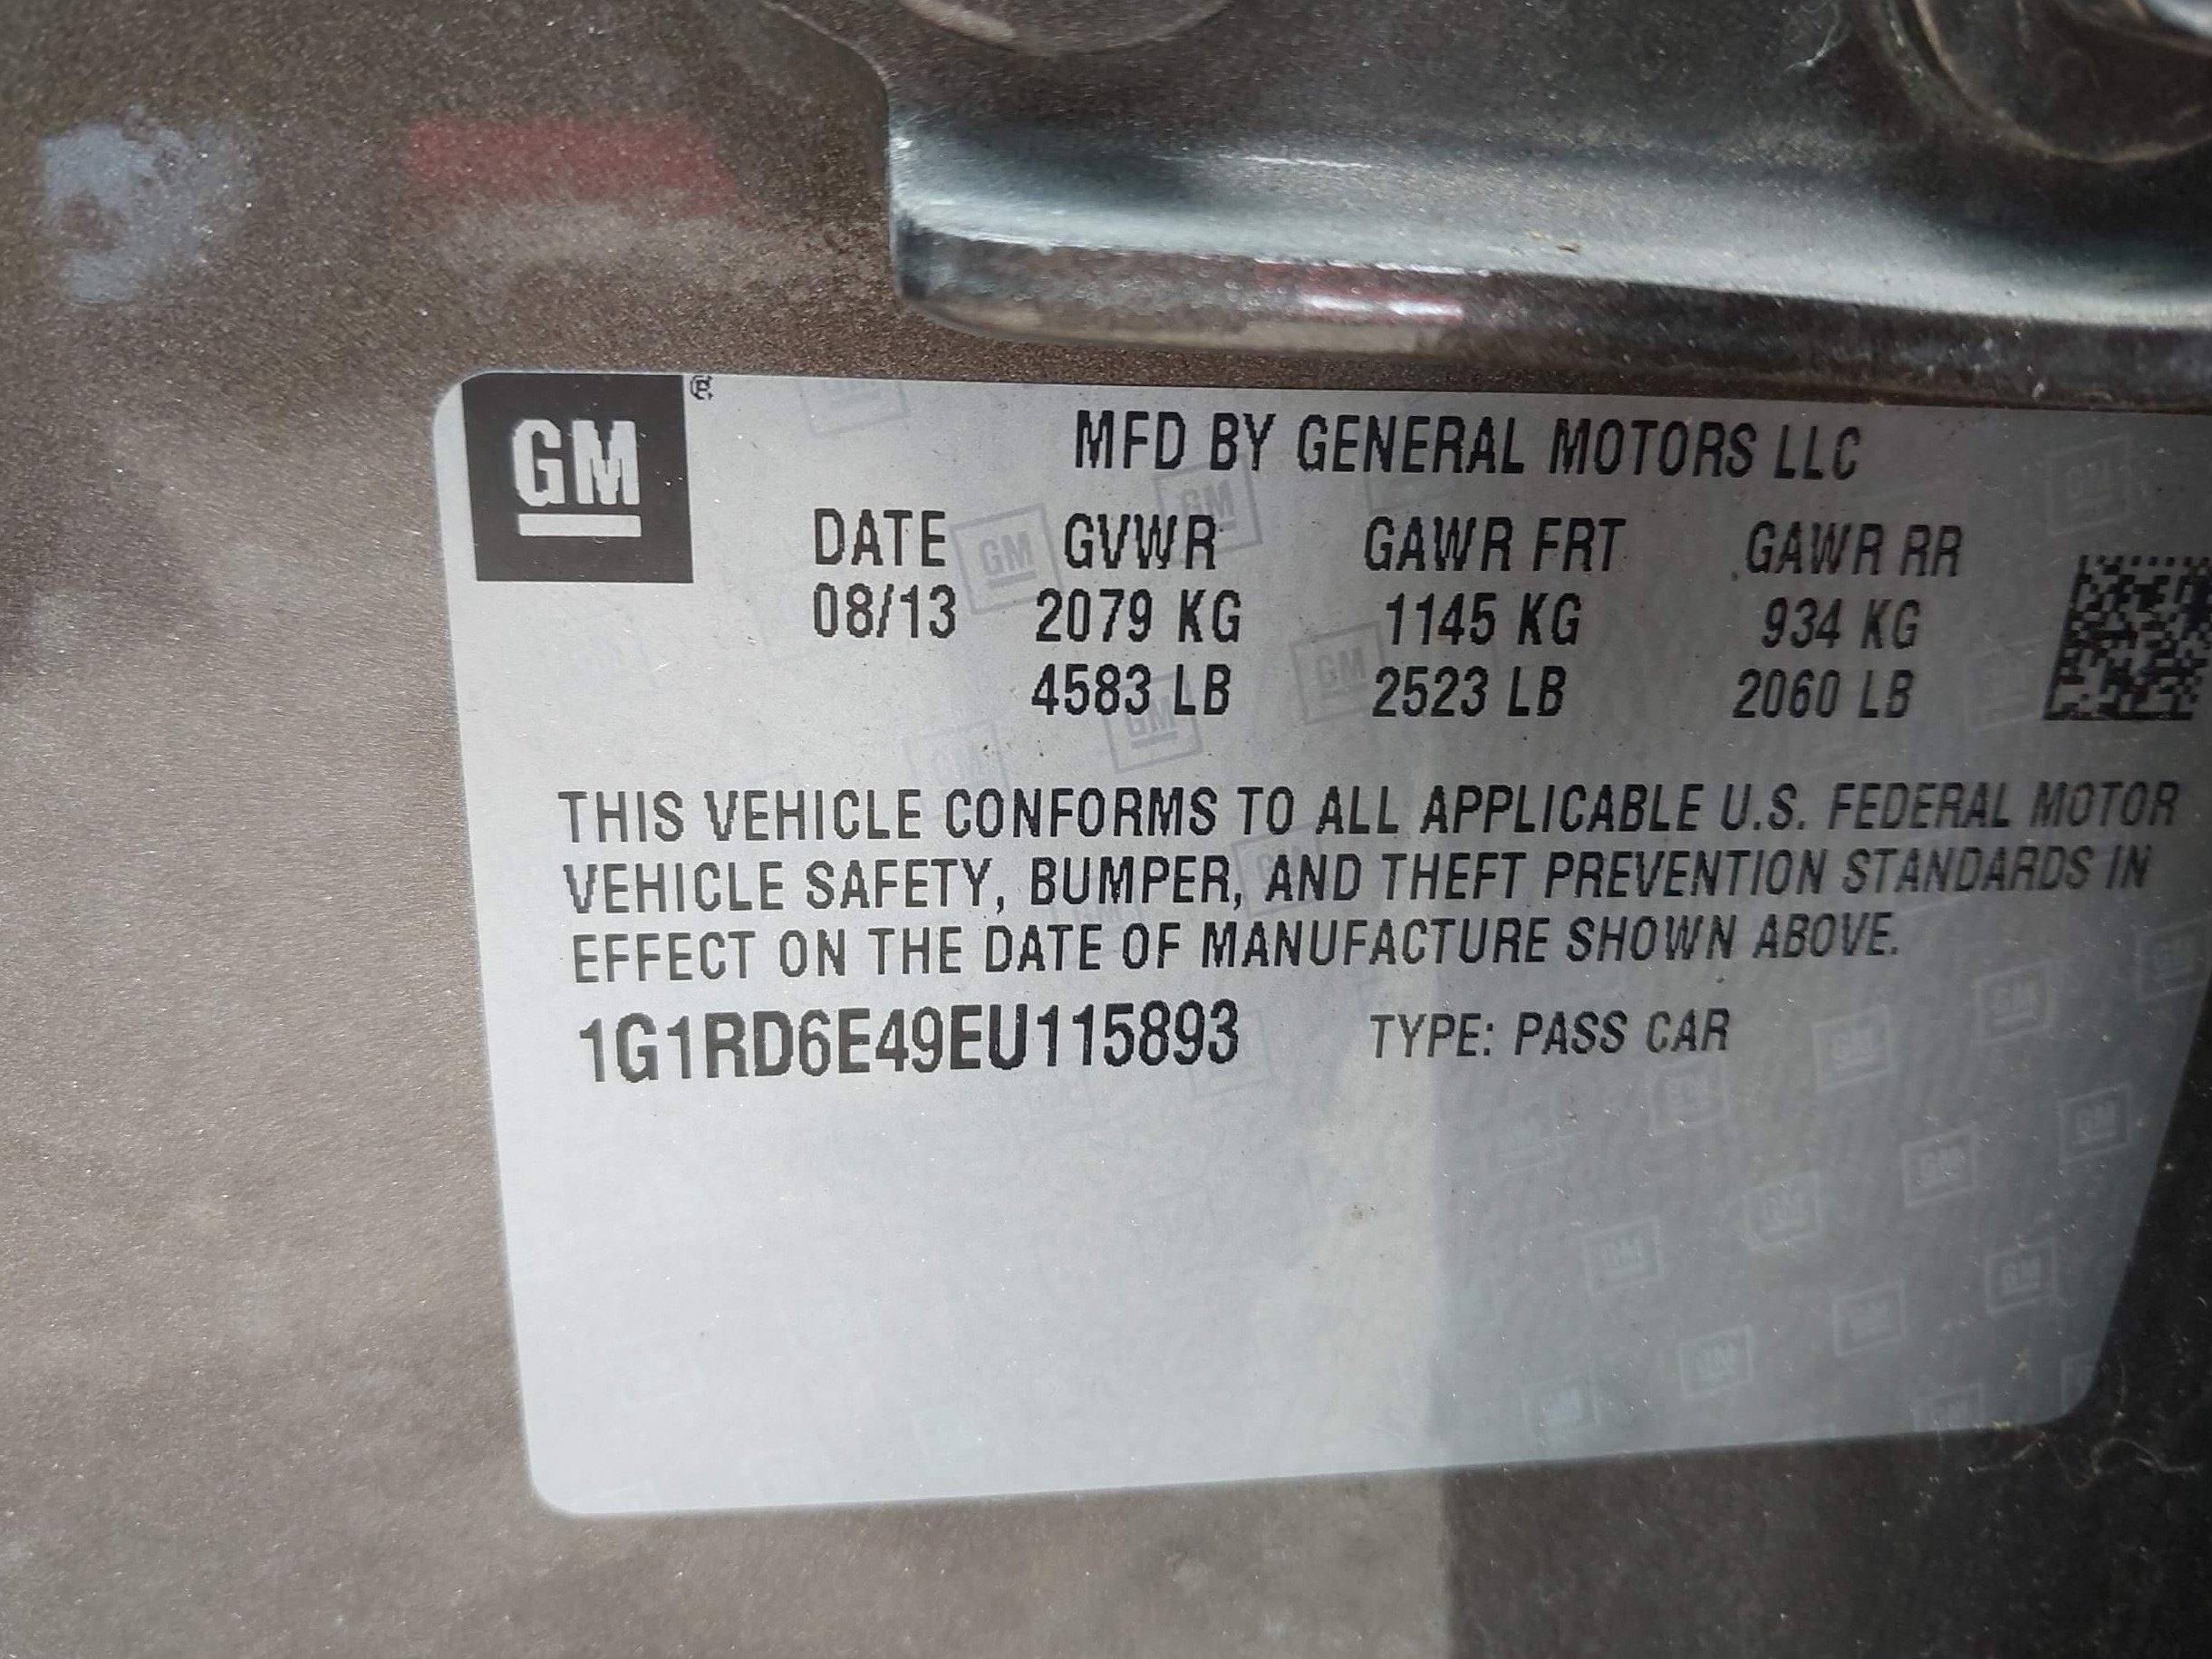 GM ®
MFD BY GENERAL MOTORS LLC
DATE GVWR GAWR FRT GAWR RR
08/13 2079 KG 1145 KG 934 KG
4583 LB 2523 LB 2060 LB
THIS VEHICLE CONFORMS TO ALL APPLICABLE U.S. FEDERAL MOTOR
VEHICLE SAFETY, BUMPER, AND THEFT PREVENTION STANDARDS IN
EFFECT ON THE DATE OF MANUFACTURE SHOWN ABOVE.
1G1RD6E49EU115893 TYPE: PASS CAR